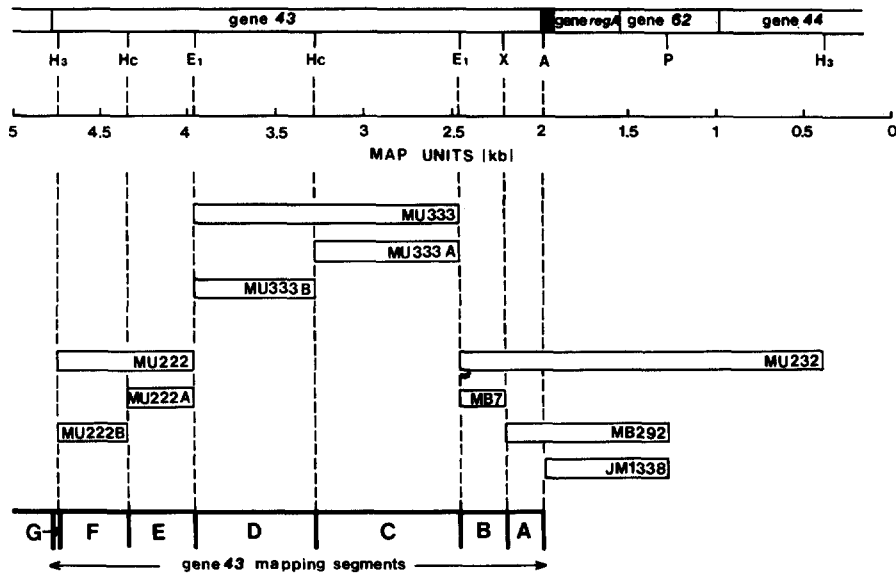 gene 43 gene regA gene 62 gene 44
H3 Hc E1 Hc E1 X A P H3
5 4.5 4 3.5 3 2.5 2 1.5 1 0.5 0
MAP UNITS |kb|
MU333
MU333 A
MU333 B
MU222 MU232
MU222A MB7
MU222B MB292
JM1338
G F E D C B A
gene 43 mapping segments